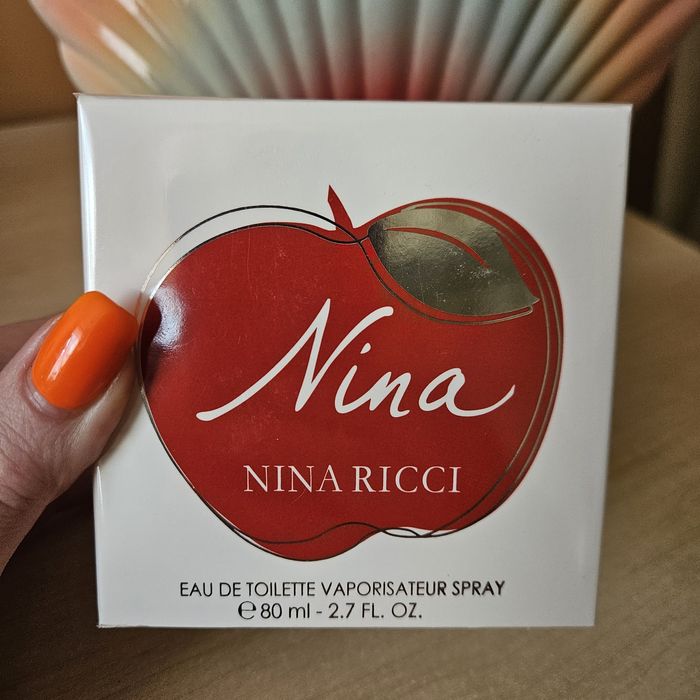 Nina
NINA RICCI
EAU DE TOILETTE VAPORISATEUR SPRAY
℮ 80 ml - 2.7 FL. OZ.